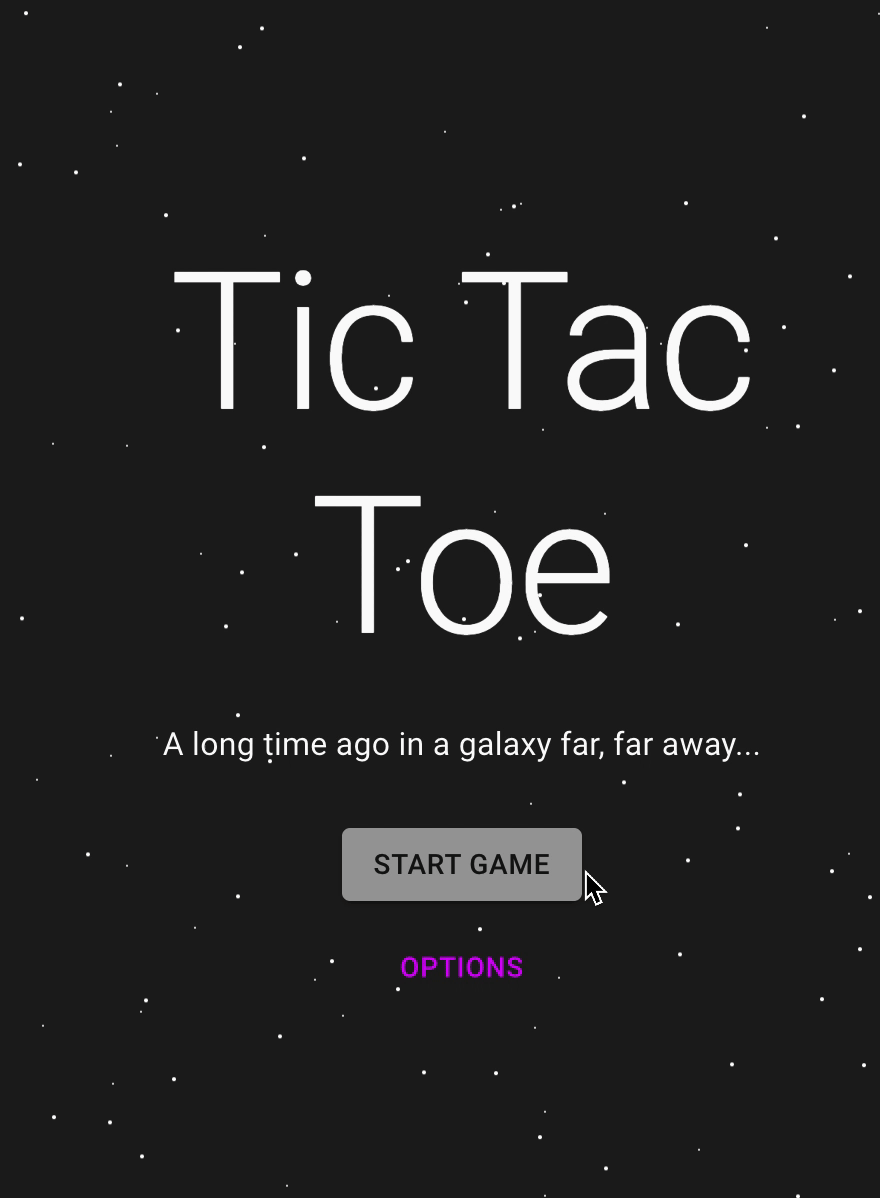 Tic Tac
Toe
A long time ago in a galaxy far, far away...
START GAME
OPTIONS